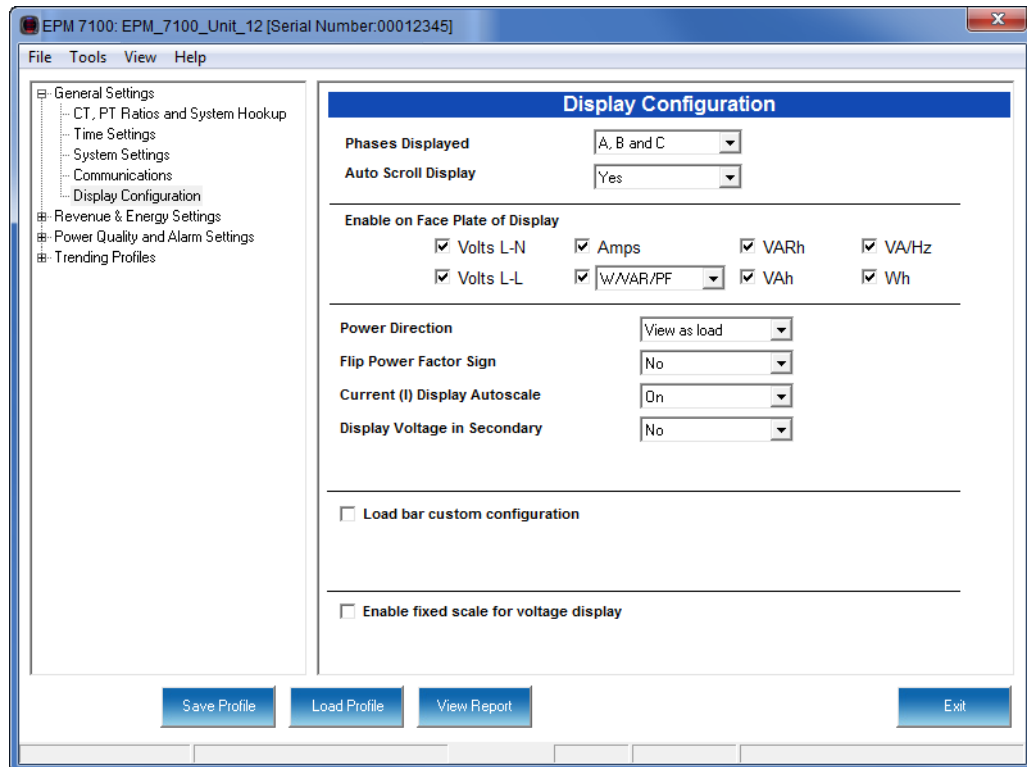 EPM 7100: EPM_7100_Unit_12 [Serial Number:00012345]
x
File Tools View Help
General Settings
CT, PT Ratios and System Hookup
Time Settings
System Settings
Communications
Display Configuration
Revenue & Energy Settings
Power Quality and Alarm Settings
Trending Profiles
Display Configuration
Phases Displayed A, B and C
Auto Scroll Display Yes
Enable on Face Plate of Display
Volts L-N Amps VARh VA/Hz
Volts L-L W/VAR/PF VAh Wh
Power Direction View as load
Flip Power Factor Sign No
Current (I) Display Autoscale On
Display Voltage in Secondary No
Load bar custom configuration
Enable fixed scale for voltage display
Save Profile Load Profile View Report Exit